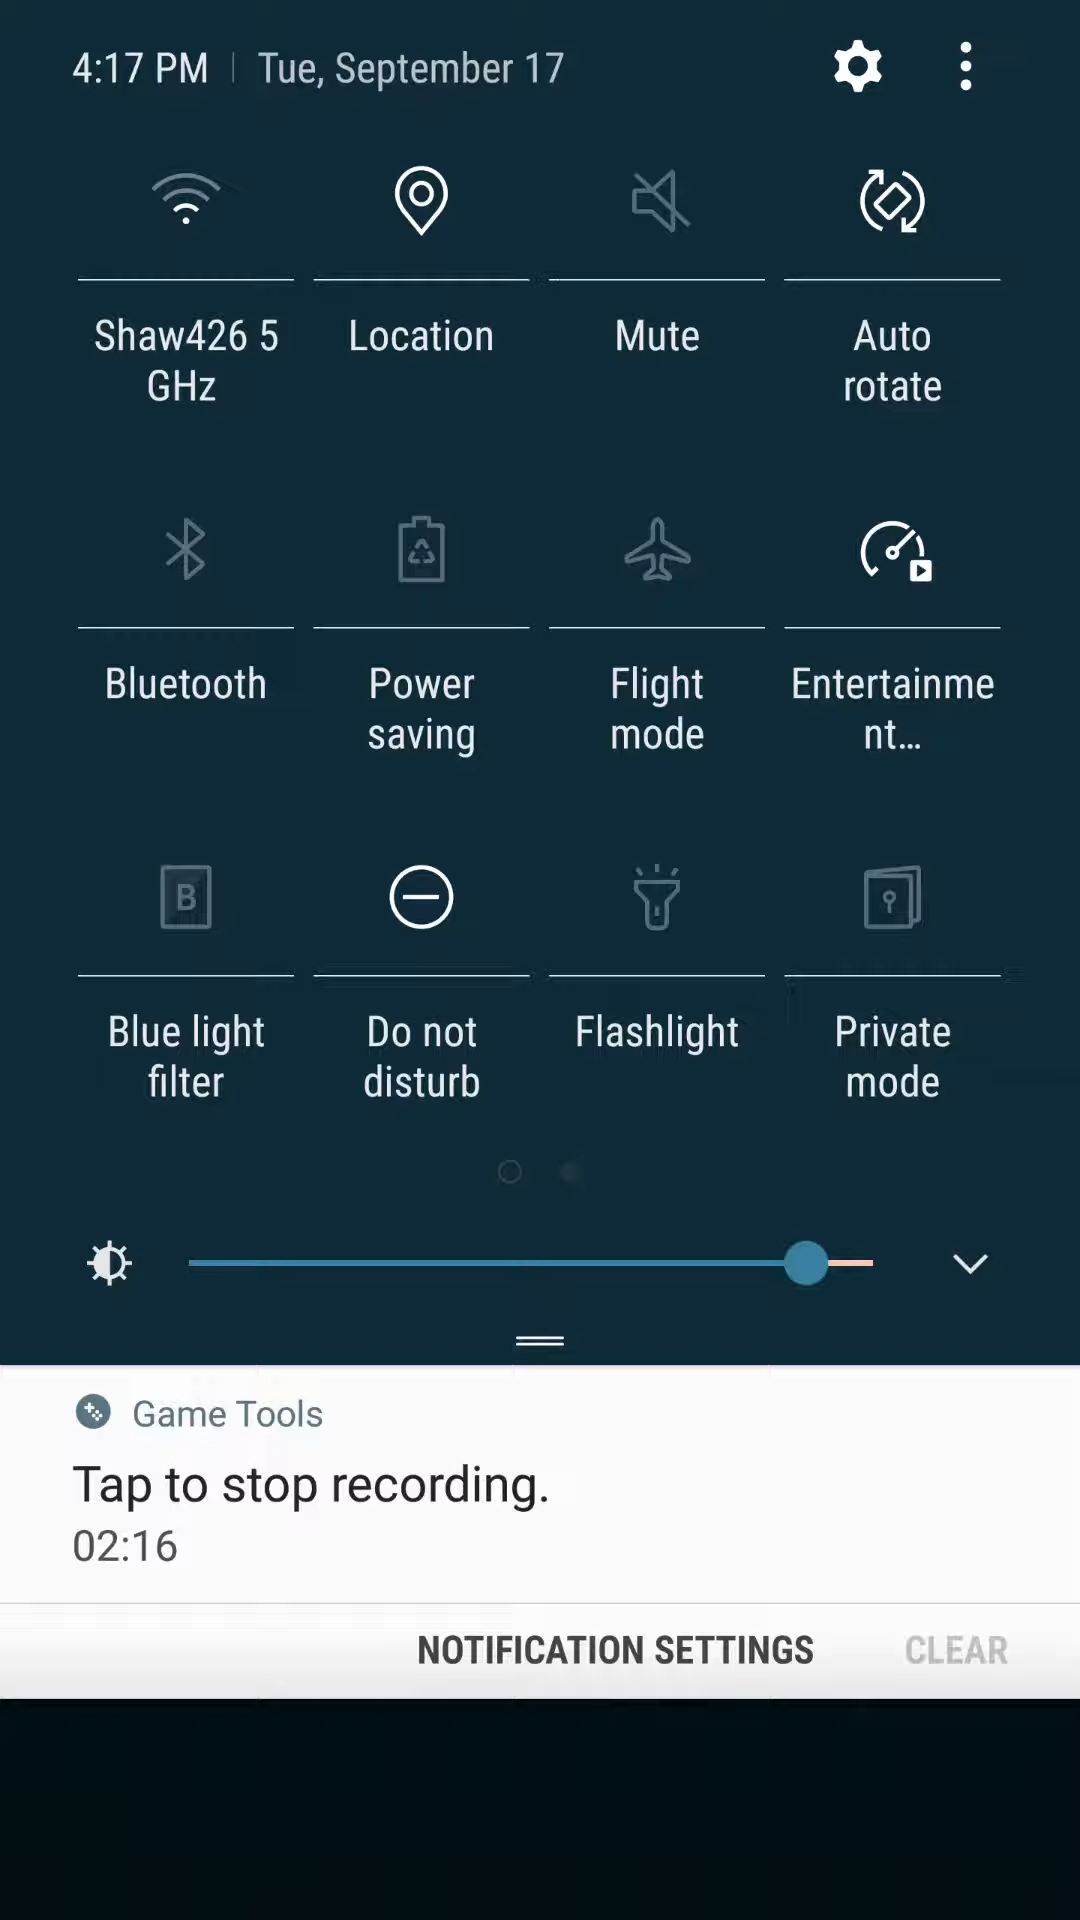 4:17 PM | Tue, September 17
Shaw426 5 GHz
Location
Mute
Auto rotate
Bluetooth
Power saving
Flight mode
Entertainment...
B
Blue light filter
Do not disturb
Flashlight
Private mode
Game Tools
Tap to stop recording.
02:16
NOTIFICATION SETTINGS
CLEAR